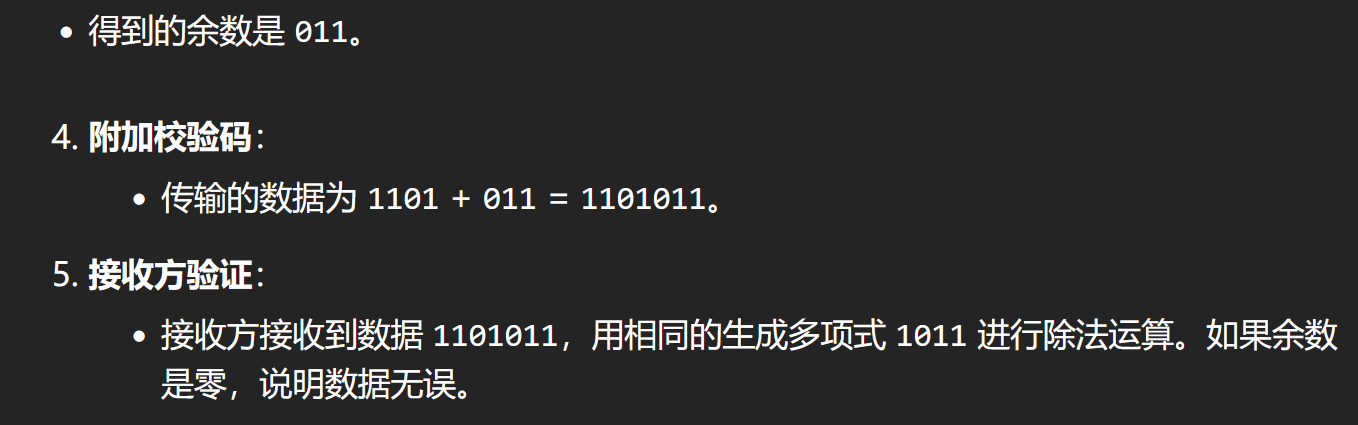 • 得到的余数是 011。
4. 附加校验码：
• 传输的数据为 1101 + 011 = 1101011。
5. 接收方验证：
• 接收方接收到数据 1101011，用相同的生成多项式 1011 进行除法运算。如果余数
是零，说明数据无误。